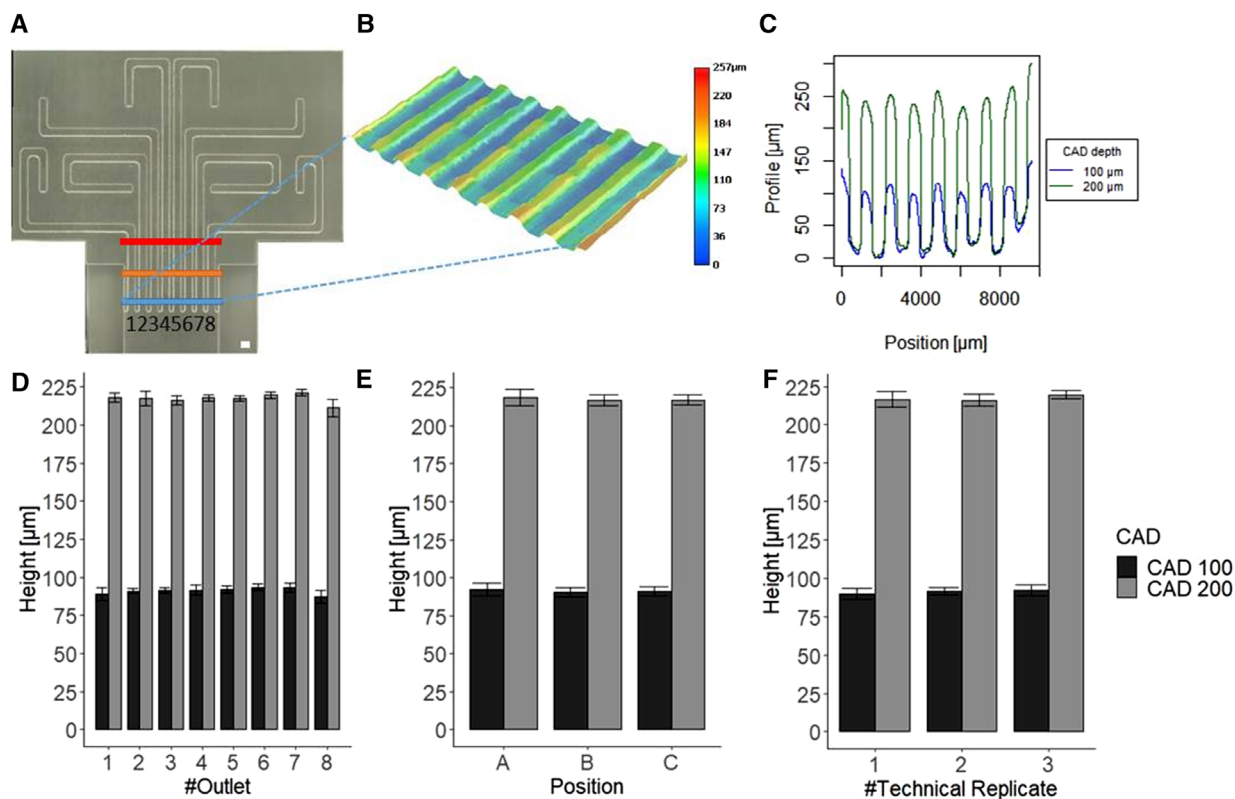 A
12345678
B
257µm
220
184
147
110
73
36
0
C
Profile [µm]
250
150
50
0
0 4000 8000
Position [µm]
CAD depth
100 µm
200 µm
D
Height [µm]
225
200
175
150
125
100
75
50
25
0
1 2 3 4 5 6 7 8
#Outlet
E
Height [µm]
225
200
175
150
125
100
75
50
25
0
A B C
Position
F
Height [µm]
225
200
175
150
125
100
75
50
25
0
1 2 3
#Technical Replicate
CAD
CAD 100
CAD 200